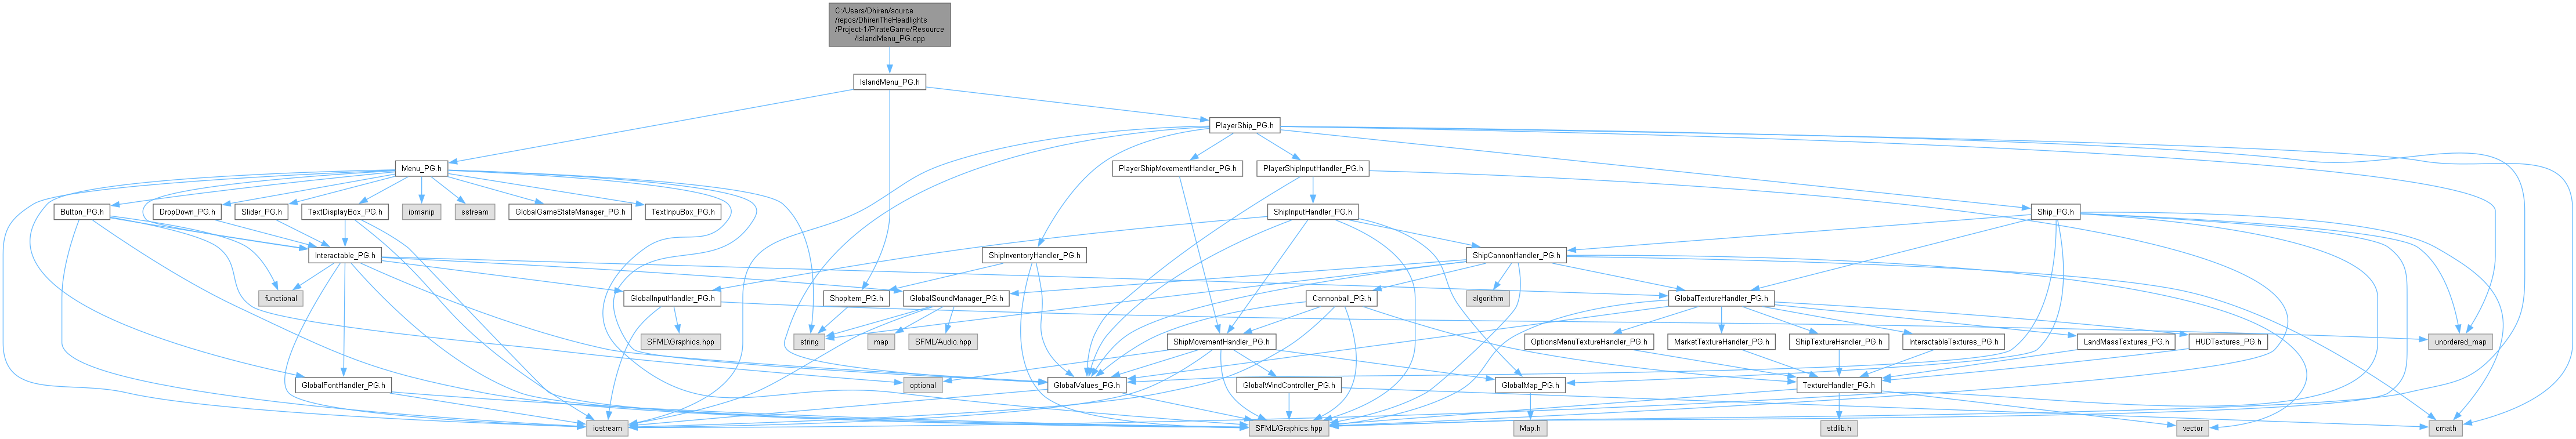 C:/Users/Dhiren/source
/repos/DhirenTheHeadlights
/Project-1/PirateGame/Resource
/IslandMenu_PG.cpp
IslandMenu_PG.h
PlayerShip_PG.h
Menu_PG.h
PlayerShipMovementHandler_PG.h
PlayerShipInputHandler_PG.h
Button_PG.h
DropDown_PG.h
Slider_PG.h
TextDisplayBox_PG.h
iomanip
sstream
GlobalGameStateManager_PG.h
TextInpuBox_PG.h
ShipInputHandler_PG.h
Ship_PG.h
Interactable_PG.h
ShipInventoryHandler_PG.h
ShipCannonHandler_PG.h
functional
GlobalInputHandler_PG.h
ShopItem_PG.h
GlobalSoundManager_PG.h
Cannonball_PG.h
algorithm
GlobalTextureHandler_PG.h
SFML\Graphics.hpp
string
map
SFML/Audio.hpp
ShipMovementHandler_PG.h
OptionsMenuTextureHandler_PG.h
MarketTextureHandler_PG.h
ShipTextureHandler_PG.h
InteractableTextures_PG.h
LandMassTextures_PG.h
HUDTextures_PG.h
unordered_map
GlobalFontHandler_PG.h
optional
GlobalValues_PG.h
GlobalWindController_PG.h
GlobalMap_PG.h
TextureHandler_PG.h
iostream
SFML/Graphics.hpp
Map.h
stdlib.h
vector
cmath